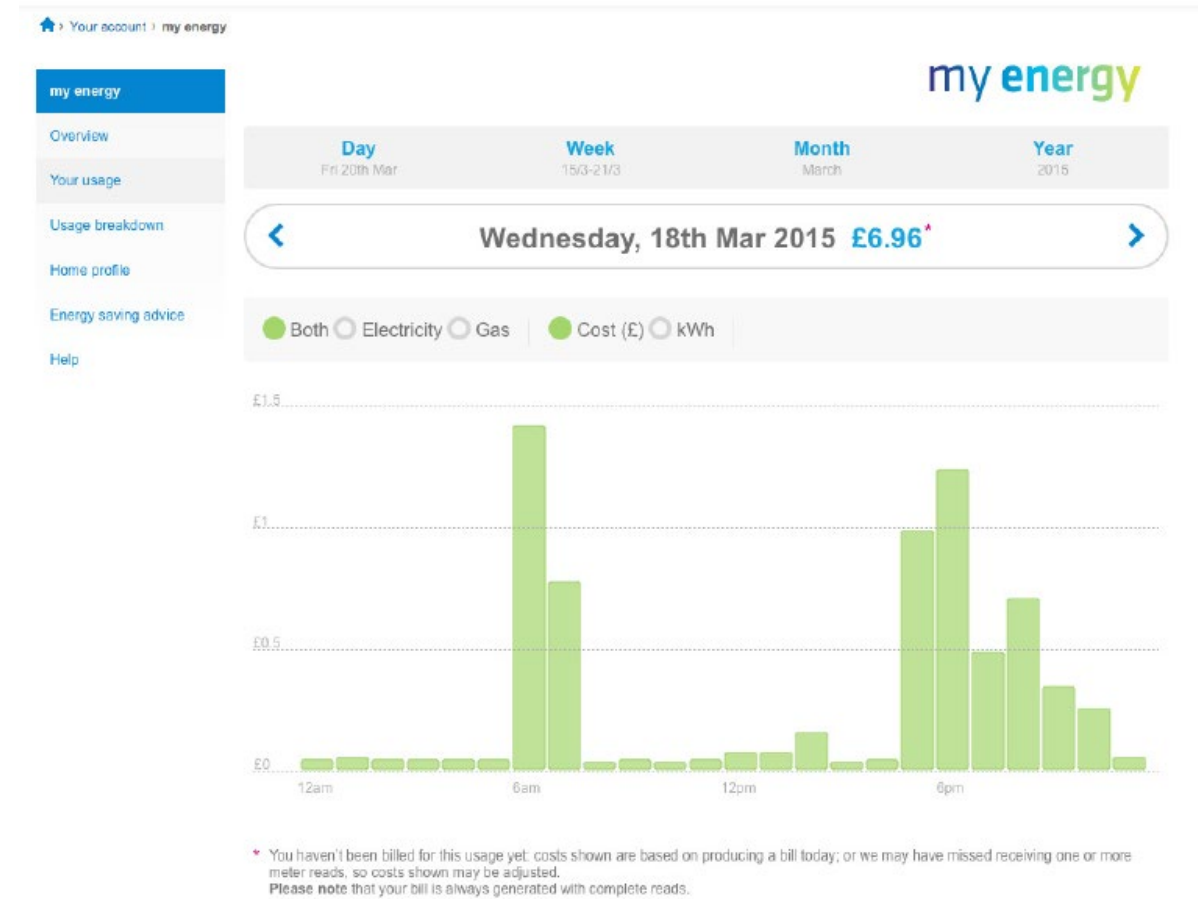 Your account my energy
my energy
my energy
Overview
Your usage
Usage breakdown
Home profile
Energy saving advice
Help
Day Week Month Year
Fri 20th Mar 15/3-21/3 March 2015
Wednesday, 18th Mar 2015 £6.96*
Both Electricity Gas Cost (£) kWh
£1.5
£1
£0.5
£0
12am 6am 12pm 6pm
* You haven't been billed for this usage yet: costs shown are based on producing a bill today; or we may have missed receiving one or more
meter reads, so costs shown may be adjusted.
Please note that your bill is always generated with complete reads.